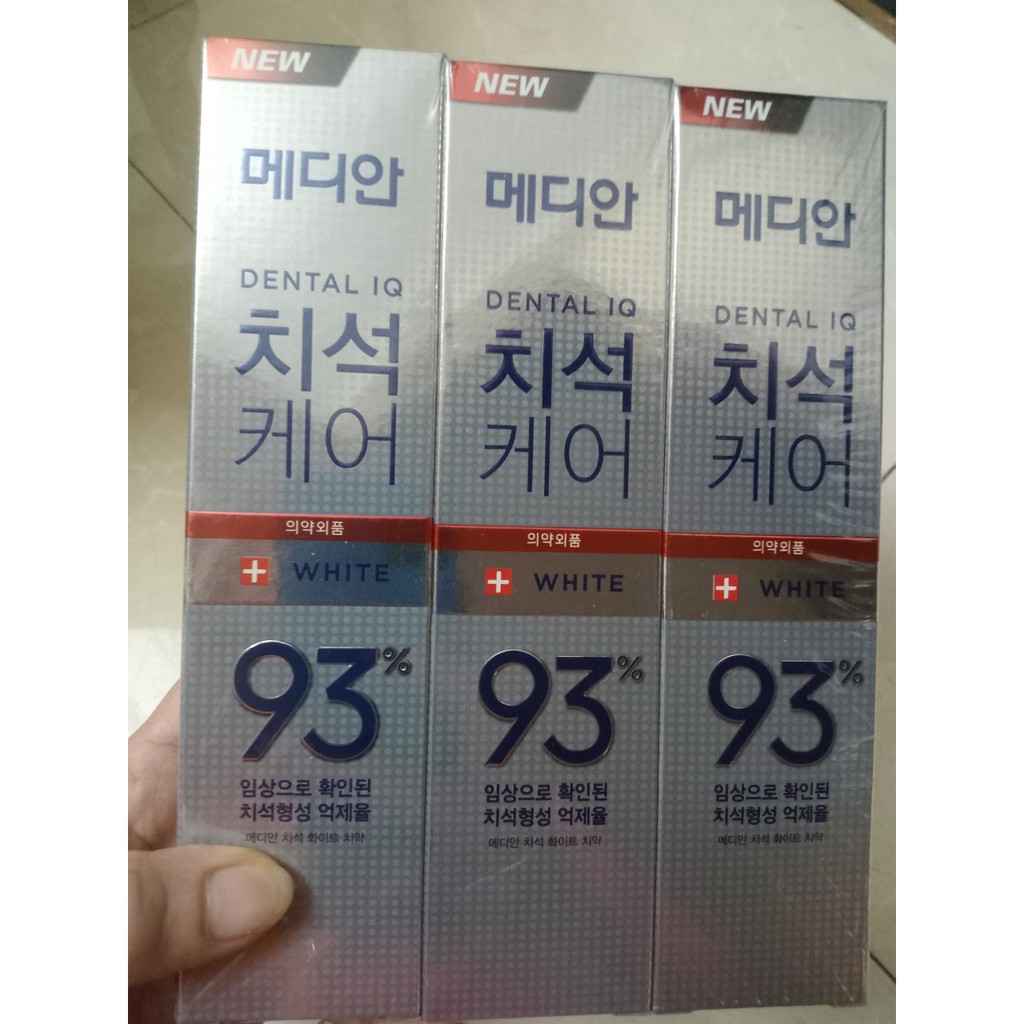 NEW
메디안
DENTAL IQ
치석
케어
의약외품
WHITE
93%
임상으로 확인된
치석형성 억제율
메디안 치석 화이트 치약
NEW
메디안
DENTAL IQ
치석
케어
의약외품
WHITE
93%
임상으로 확인된
치석형성 억제율
메디안 치석 화이트 치약
NEW
메디안
DENTAL IQ
치석
케어
의약외품
WHITE
93%
임상으로 확인된
치석형성 억제율
메디안 치석 화이트 치약